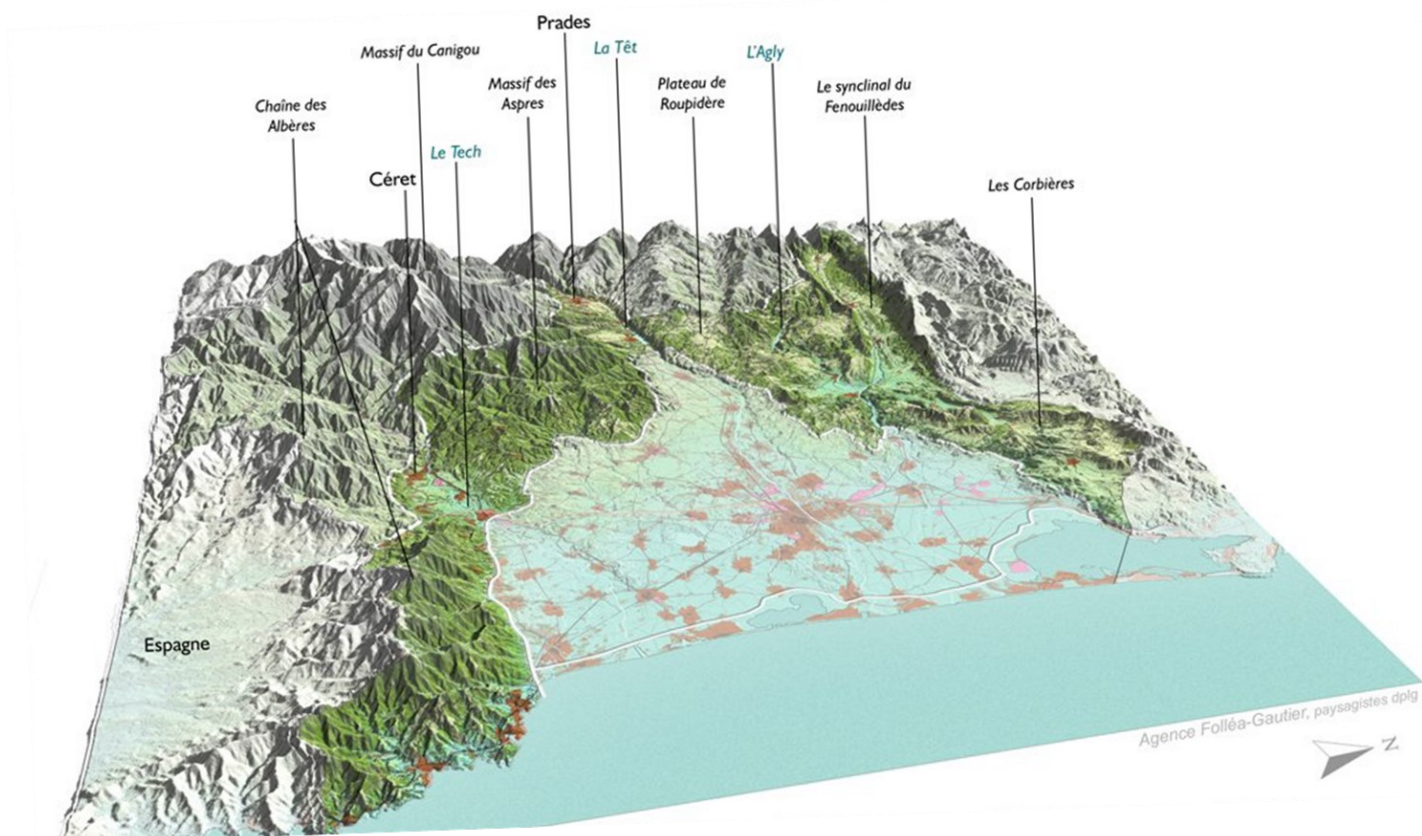 Prades
Massif du Canigou
La Têt
L'Agly
Massif des
Aspres
Plateau de
Roupidère
Le synclinal du
Fenouillèdes
Chaîne des
Albères
Le Tech
Céret
Les Corbières
Espagne
Agence Folléa-Gautier, paysagistes dplg
N